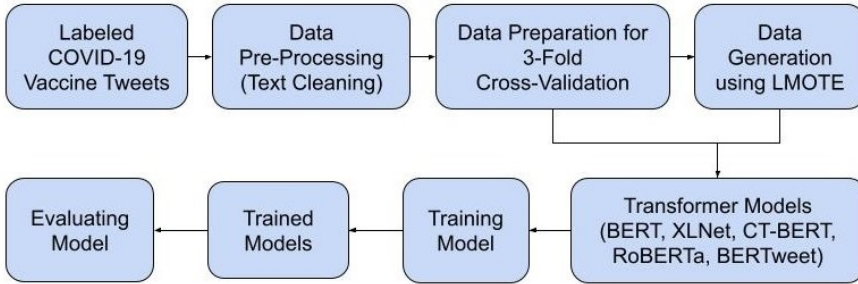 Labeled
COVID-19
Vaccine Tweets
Data
Pre-Processing
(Text Cleaning)
Data Preparation for
3-Fold
Cross-Validation
Data
Generation
using LMOTE
Transformer Models
(BERT, XLNet, CT-BERT,
RoBERTa, BERTweet)
Training
Model
Trained
Models
Evaluating
Model